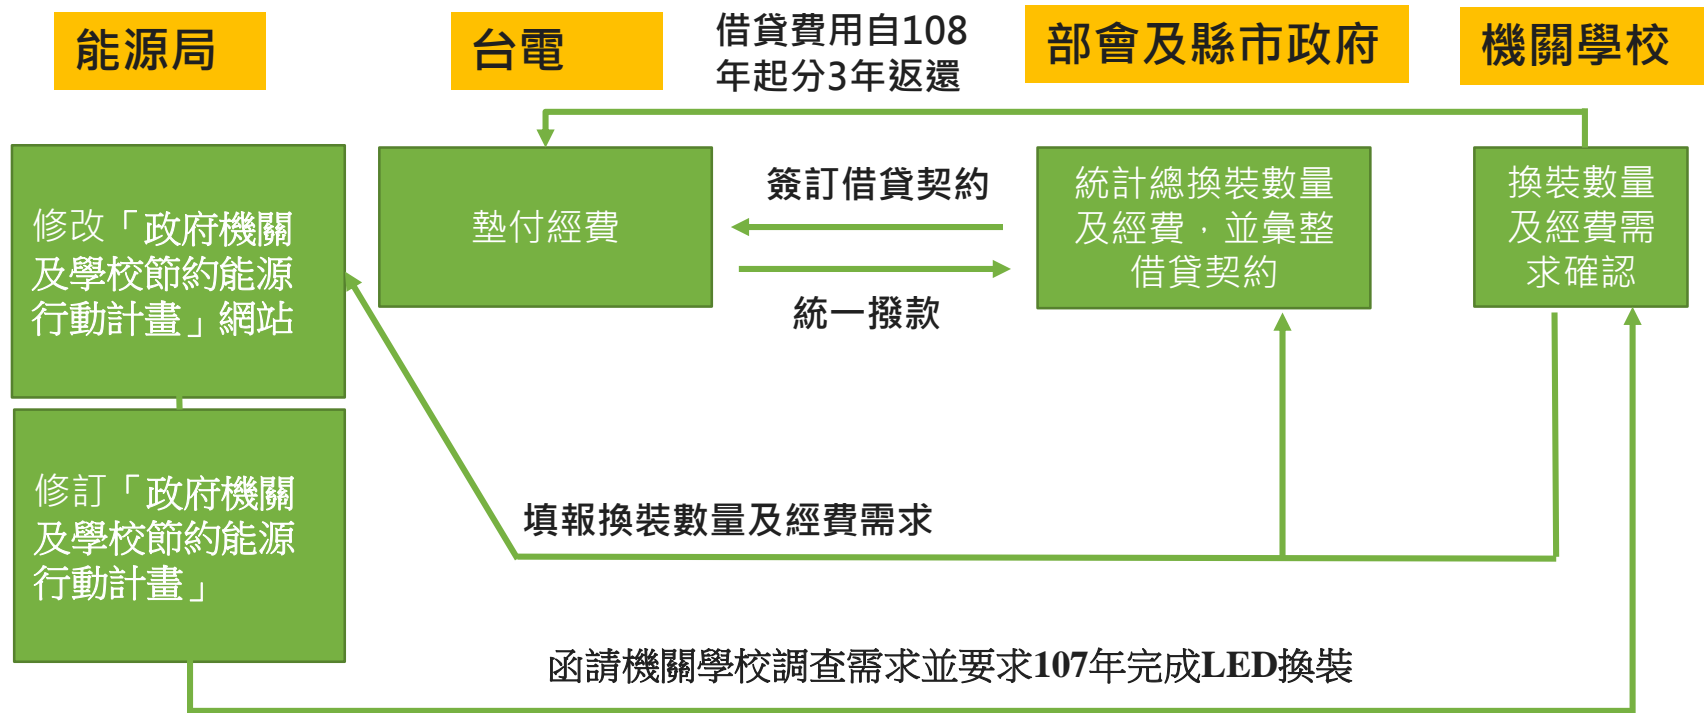 能源局
台電
借貸費用自108
年起分3年返還
部會及縣市政府
機關學校
修改「政府機關
及學校節約能源
行動計畫」網站
墊付經費
簽訂借貸契約
統一撥款
統計總換裝數量
及經費，並彙整
借貸契約
換裝數量
及經費需
求確認
修訂「政府機關
及學校節約能源
行動計畫」
填報換裝數量及經費需求
函請機關學校調查需求並要求107年完成LED換裝